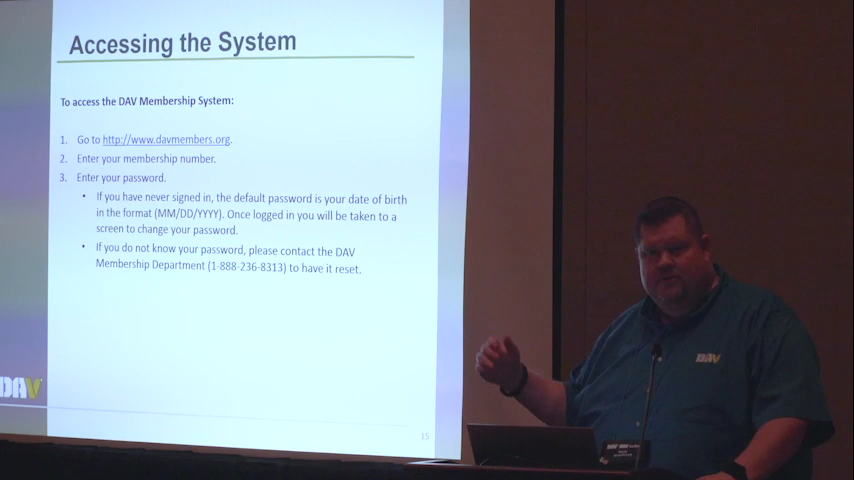 Accessing the System
To access the DAV Membership System:
1. Go to http://www.davmembers.org.
2. Enter your membership number.
3. Enter your password.
• If you have never signed in, the default password is your date of birth
in the format (MM/DD/YYYY). Once logged in you will be taken to a
screen to change your password.
• If you do not know your password, please contact the DAV
Membership Department (1-888-236-8313) to have it reset.
15
DAV
DAV